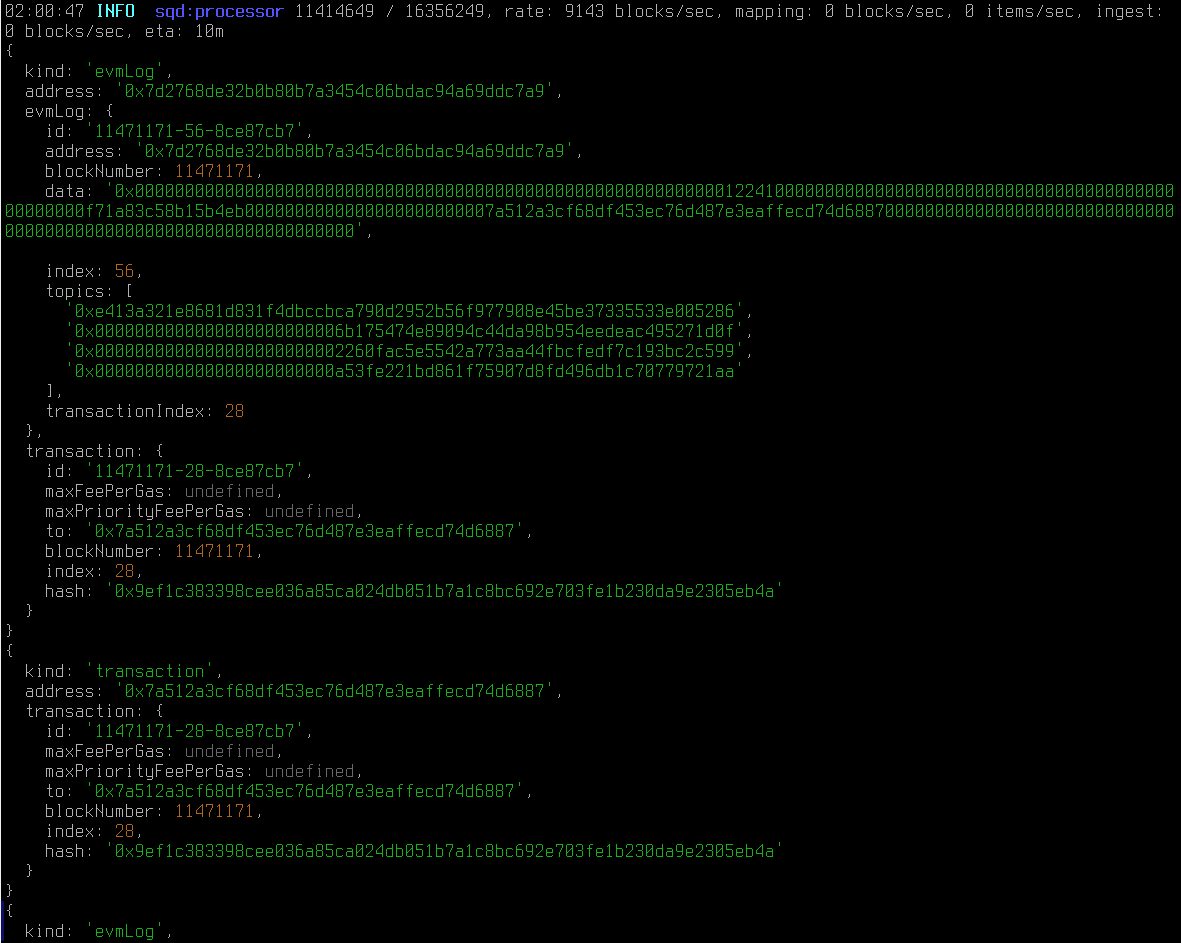 02:00:47 INFO  sqd:processor 11414649 / 16356249, rate: 9143 blocks/sec, mapping: 0 blocks/sec, 0 items/sec, ingest:
0 blocks/sec, eta: 10m
{
  kind: 'evmLog',
  address: '0x7d2768de32b0b80b7a3454c06bdac94a69ddc7a9',
  evmLog: {
    id: '11471171-56-8ce87cb7',
    address: '0x7d2768de32b0b80b7a3454c06bdac94a69ddc7a9',
    blockNumber: 11471171,
    data: '0x00000000000000000000000000000000000000000000000000000000000122410000000000000000000000000000000000000000
00000000f71a83c58b15b4eb0000000000000000000000007a512a3cf68df453ec76d487e3eaffecd74d688700000000000000000000000000000
00000000000000000000000000000000000',

    index: 56,
    topics: [
      '0xe413a321e8681d831f4dbccbca790d2952b56f977908e45be37335533e005286',
      '0x0000000000000000000000006b175474e89094c44da98b954eedeac495271d0f',
      '0x0000000000000000000000002260fac5e5542a773aa44fbcfedf7c193bc2c599',
      '0x000000000000000000000000a53fe221bd861f75907d8fd496db1c70779721aa'
    ],
    transactionIndex: 28
  },
  transaction: {
    id: '11471171-28-8ce87cb7',
    maxFeePerGas: undefined,
    maxPriorityFeePerGas: undefined,
    to: '0x7a512a3cf68df453ec76d487e3eaffecd74d6887',
    blockNumber: 11471171,
    index: 28,
    hash: '0x9ef1c383398cee036a85ca024db051b7a1c8bc692e703fe1b230da9e2305eb4a'
  }
}
{
  kind: 'transaction',
  address: '0x7a512a3cf68df453ec76d487e3eaffecd74d6887',
  transaction: {
    id: '11471171-28-8ce87cb7',
    maxFeePerGas: undefined,
    maxPriorityFeePerGas: undefined,
    to: '0x7a512a3cf68df453ec76d487e3eaffecd74d6887',
    blockNumber: 11471171,
    index: 28,
    hash: '0x9ef1c383398cee036a85ca024db051b7a1c8bc692e703fe1b230da9e2305eb4a'
  }
}
{
  kind: 'evmLog',